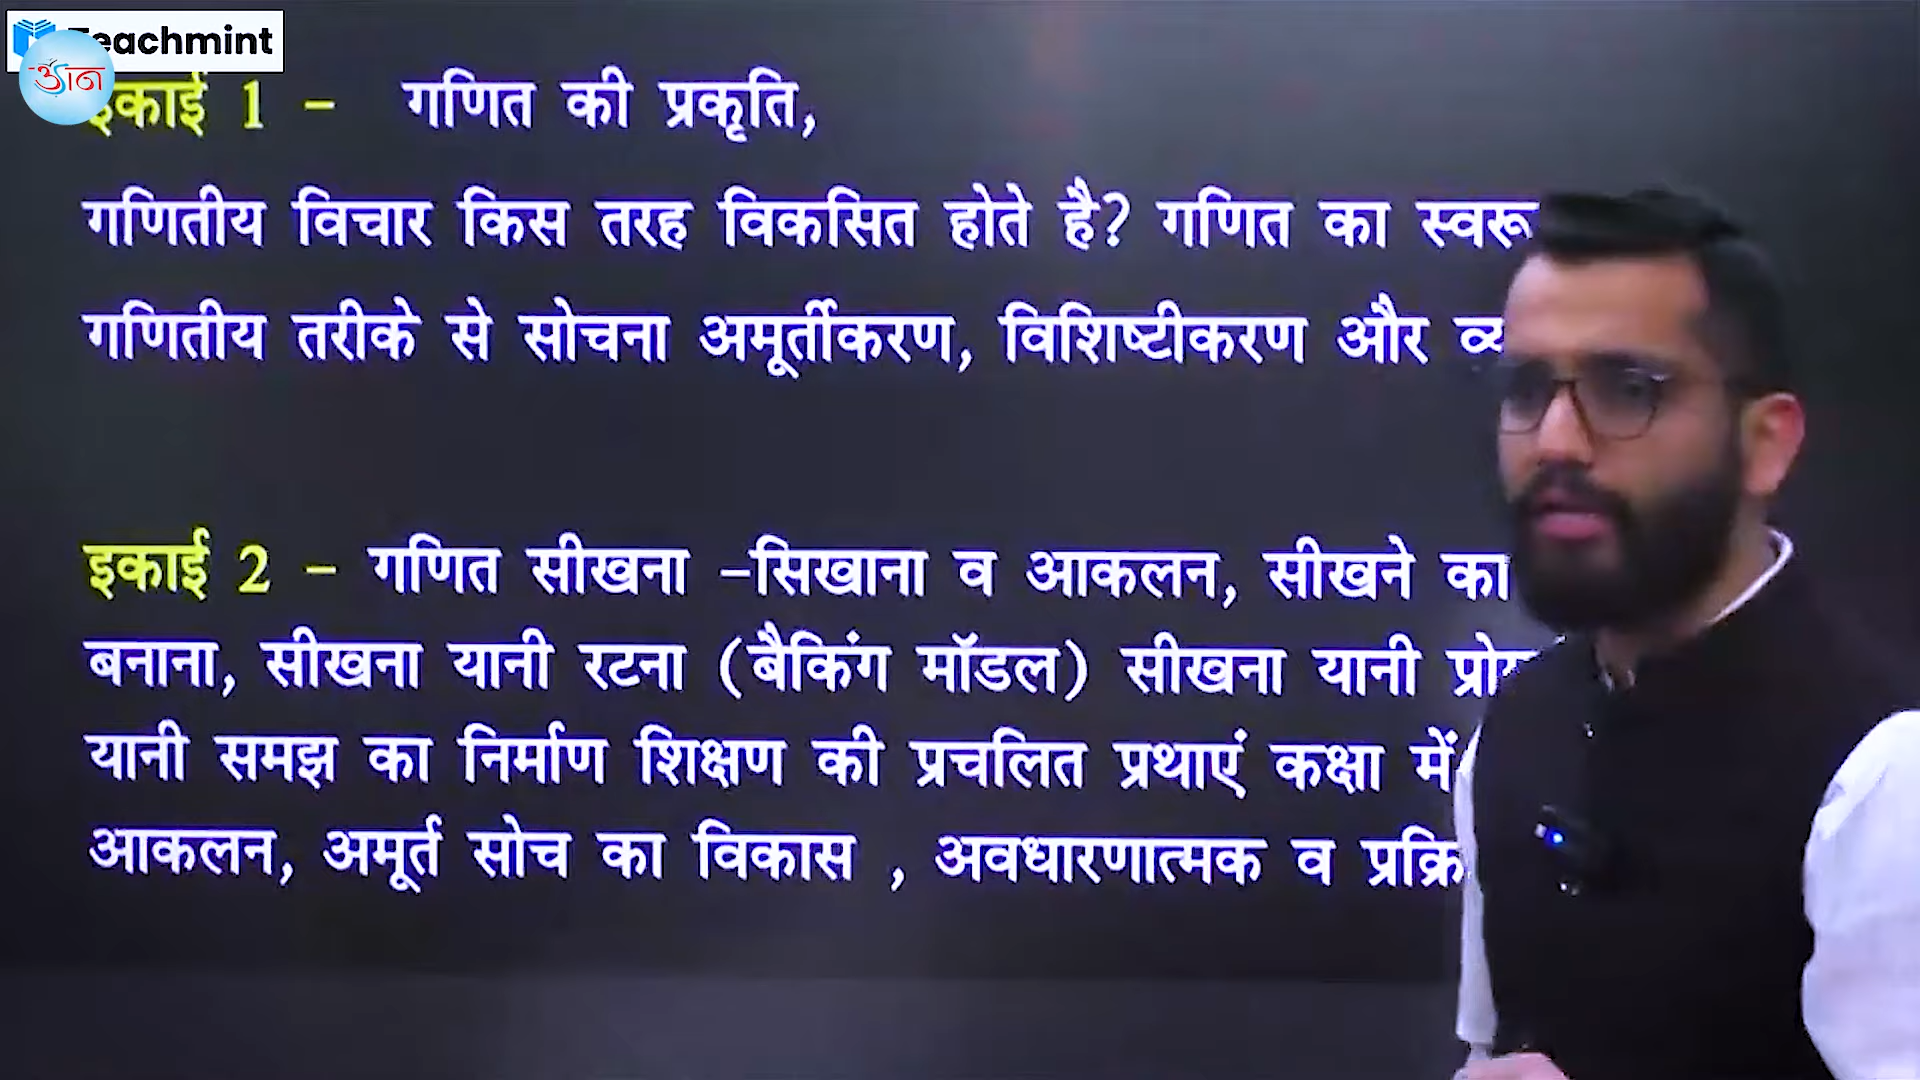 Teachmint
ज्ञान
इकाई 1 – गणित की प्रकृति,
गणितीय विचार किस तरह विकसित होते है? गणित का
गणितीय तरीके से सोचना अमूर्तीकरण, विशिष्टीकरण और
इकाई 2 – गणित सीखना –सिखाना व आकलन, सीखने का
बनाना, सीखना यानी रटना (बैकिंग मॉडल) सीखना यानी
यानी समझ का निर्माण शिक्षण की प्रचलित प्रथाएं कक्षा में
आकलन, अमूर्त सोच का विकास , अवधारणात्मक व